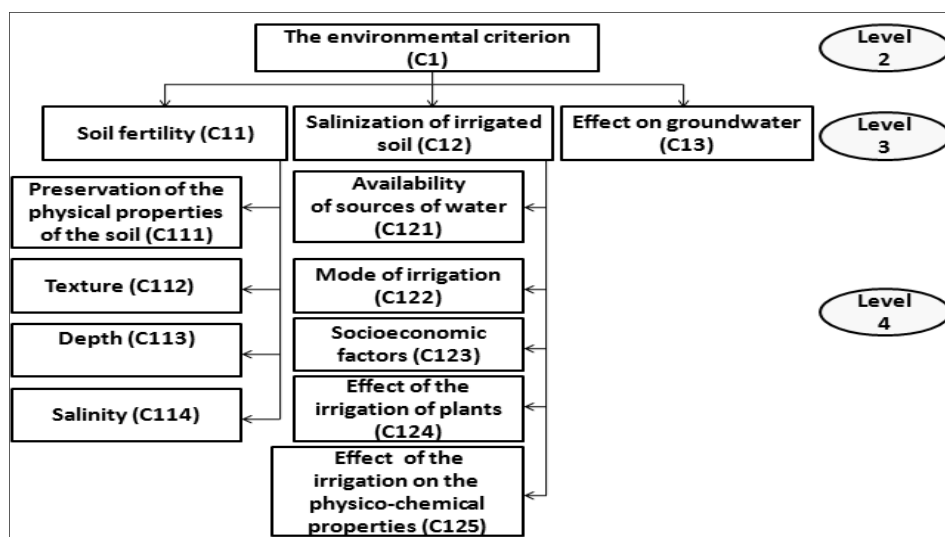 The environmental criterion
(C1)
Level
2
Soil fertility (C11)
Salinization of irrigated
soil (C12)
Effect on groundwater
(C13)
Level
3
Preservation of the
physical properties
of the soil (C111)
Texture (C112)
Depth (C113)
Salinity (C114)
Availability
of sources of water
(C121)
Mode of irrigation
(C122)
Socioeconomic
factors (C123)
Effect of the
irrigation of plants
(C124)
Effect of the
irrigation on the
physico-chemical
properties (C125)
Level
4